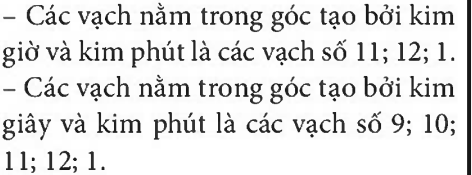 – Các vạch nằm trong góc tạo bởi kim
giờ và kim phút là các vạch số 11; 12; 1.
– Các vạch nằm trong góc tạo bởi kim
giây và kim phút là các vạch số 9; 10;
11; 12; 1.